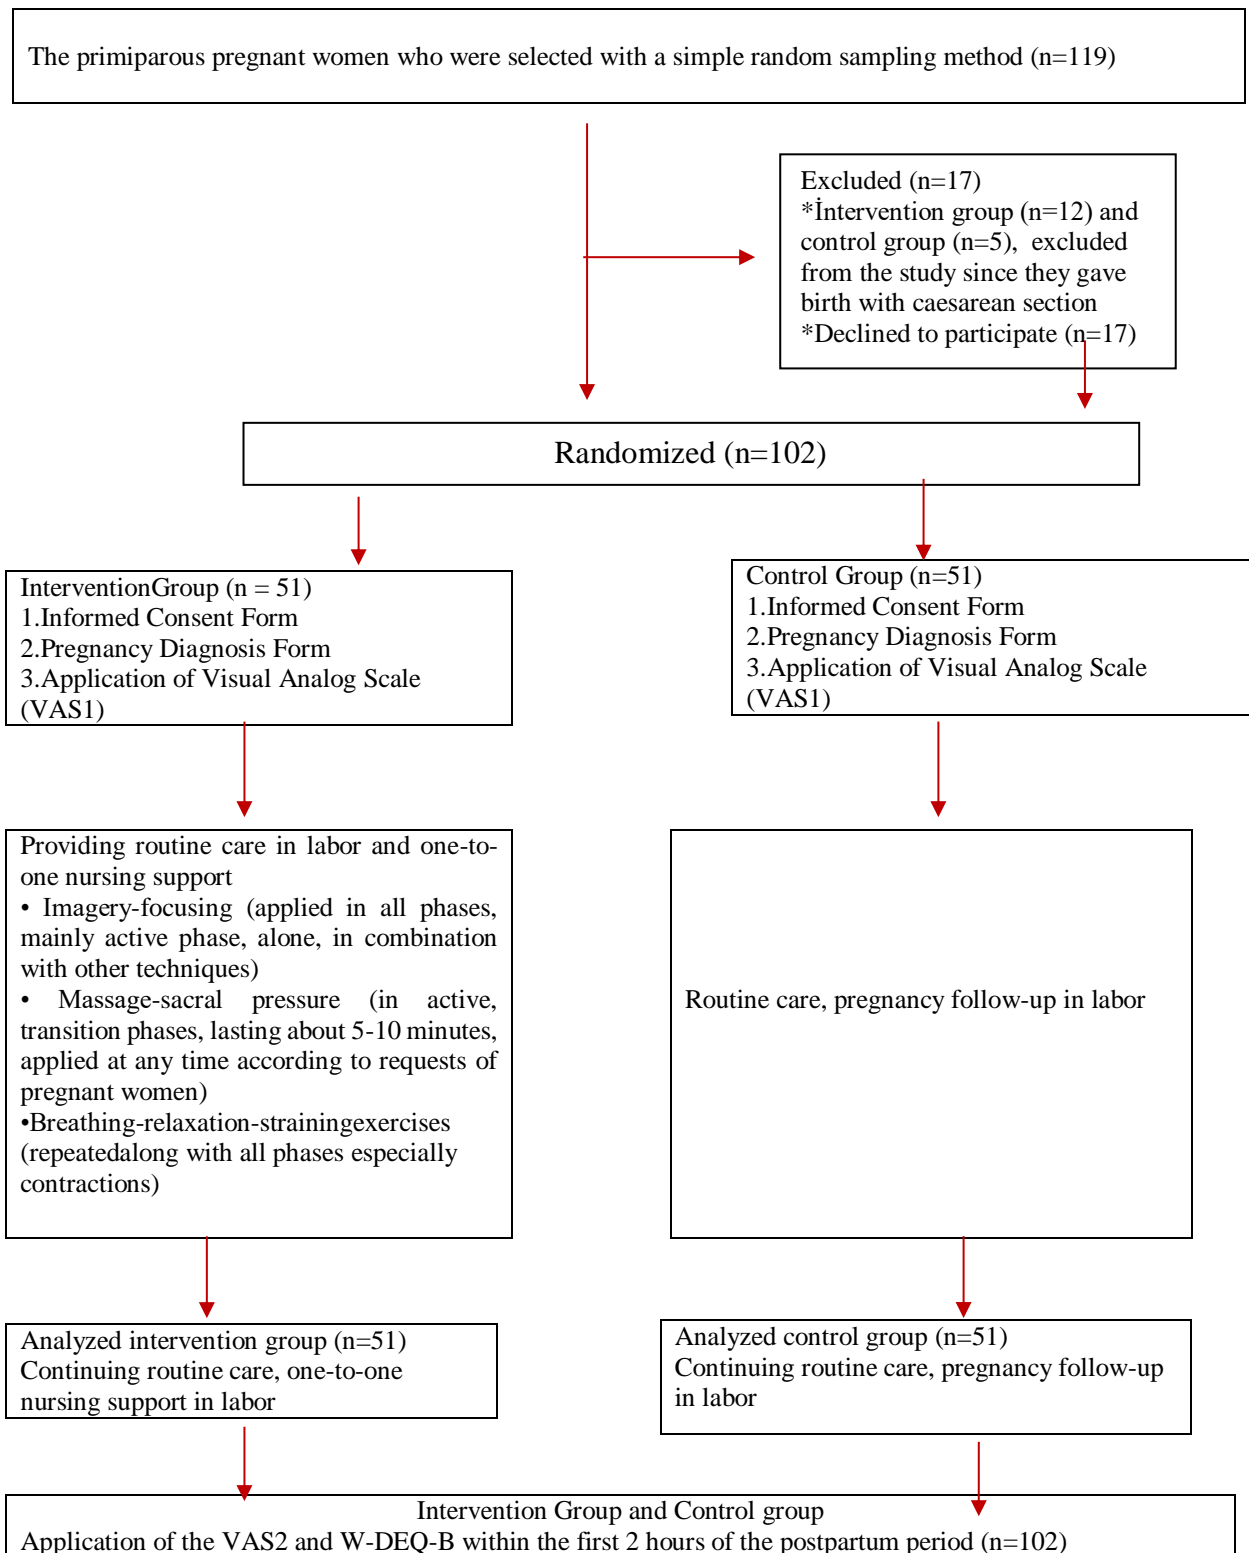 The primiparous pregnant women who were selected with a simple random sampling method (n=119)
Excluded (n=17)
*İntervention group (n=12) and
control group (n=5),  excluded
from the study since they gave
birth with caesarean section
*Declined to participate (n=17)
Randomized (n=102)
InterventionGroup (n = 51)
1.Informed Consent Form
2.Pregnancy Diagnosis Form
3.Application of Visual Analog Scale
(VAS1)
Control Group (n=51)
1.Informed Consent Form
2.Pregnancy Diagnosis Form
3.Application of Visual Analog Scale
(VAS1)
Providing routine care in labor and one-to-
one nursing support
• Imagery-focusing (applied in all phases,
mainly active phase, alone, in combination
with other techniques)
• Massage-sacral pressure (in active,
transition phases, lasting about 5-10 minutes,
applied at any time according to requests of
pregnant women)
•Breathing-relaxation-strainingexercises
(repeatedalong with all phases especially
contractions)
Routine care, pregnancy follow-up in labor
Analyzed intervention group (n=51)
Continuing routine care, one-to-one
nursing support in labor
Analyzed control group (n=51)
Continuing routine care, pregnancy follow-up
in labor
Intervention Group and Control group
Application of the VAS2 and W-DEQ-B within the first 2 hours of the postpartum period (n=102)